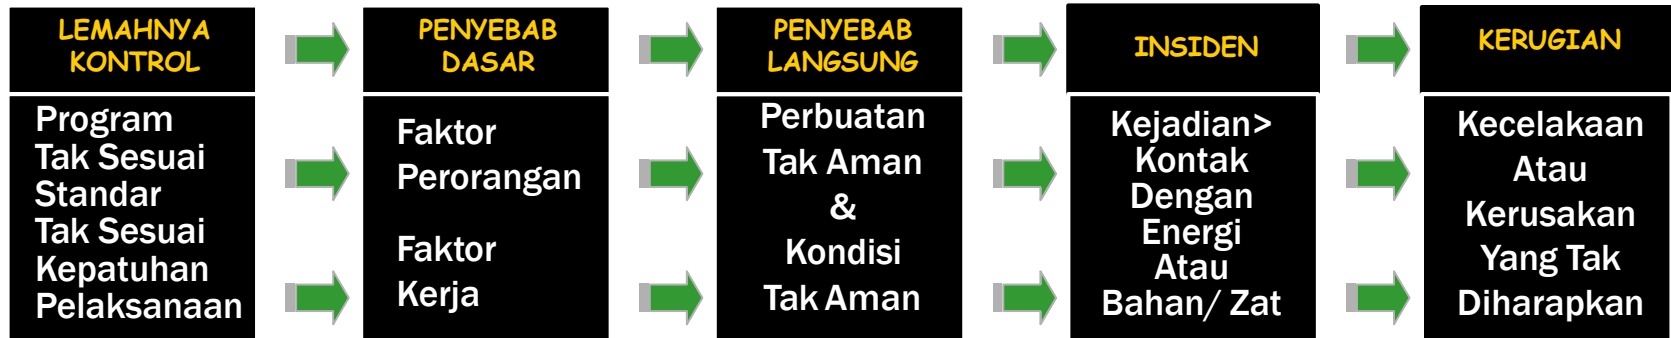 LEMAHNYA
KONTROL
Program
Tak Sesuai
Standar
Tak Sesuai
Kepatuhan
Pelaksanaan
PENYEBAB
DASAR
Faktor
Perorangan
Faktor
Kerja
PENYEBAB
LANGSUNG
Perbuatan
Tak Aman
&
Kondisi
Tak Aman
INSIDEN
Kejadian>
Kontak
Dengan
Energi
Atau
Bahan/ Zat
KERUGIAN
Kecelakaan
Atau
Kerusakan
Yang Tak
Diharapkan